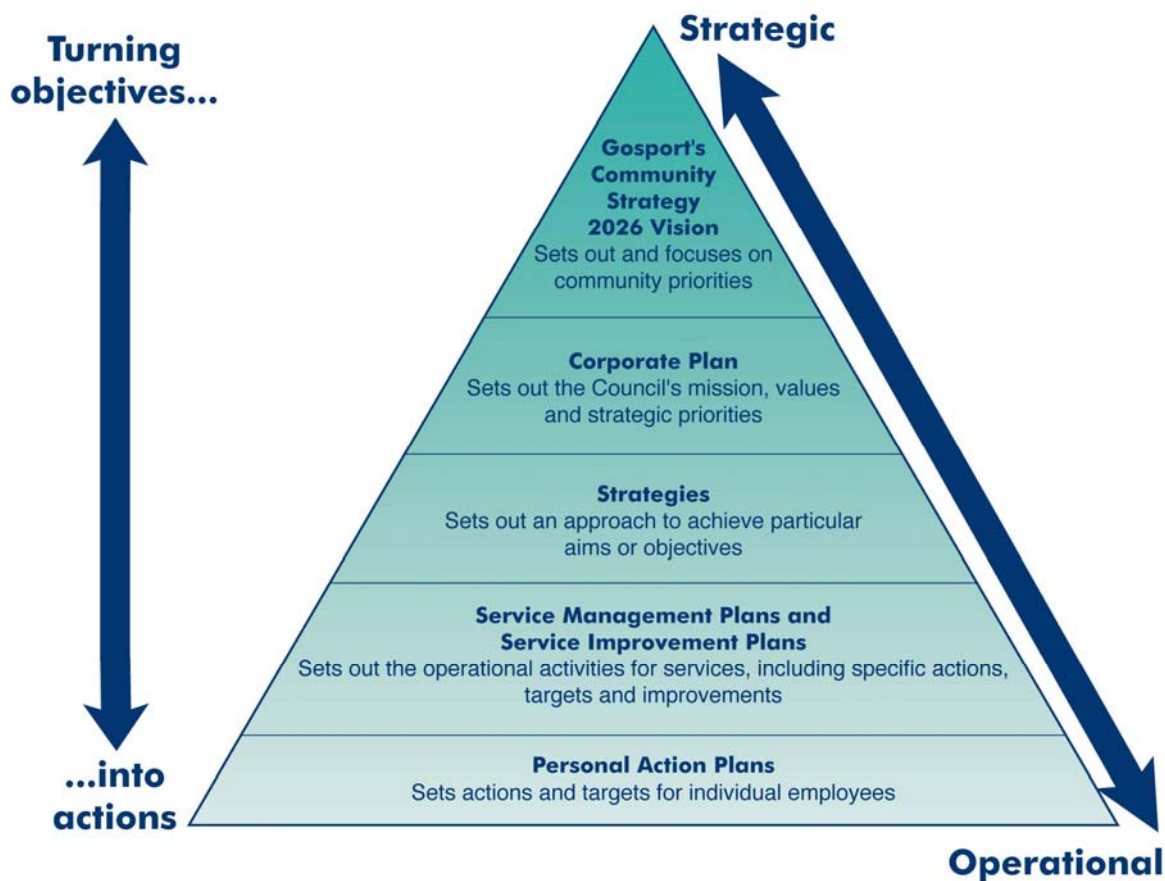 Turning
objectives...
...into
actions
Strategic
Gosport's
Community
Strategy
2026 Vision
Sets out and focuses on
community priorities
Corporate Plan
Sets out the Council's mission, values
and strategic priorities
Strategies
Sets out an approach to achieve particular
aims or objectives
Service Management Plans and
Service Improvement Plans
Sets out the operational activities for services, including specific actions,
targets and improvements
Personal Action Plans
Sets actions and targets for individual employees
Operational